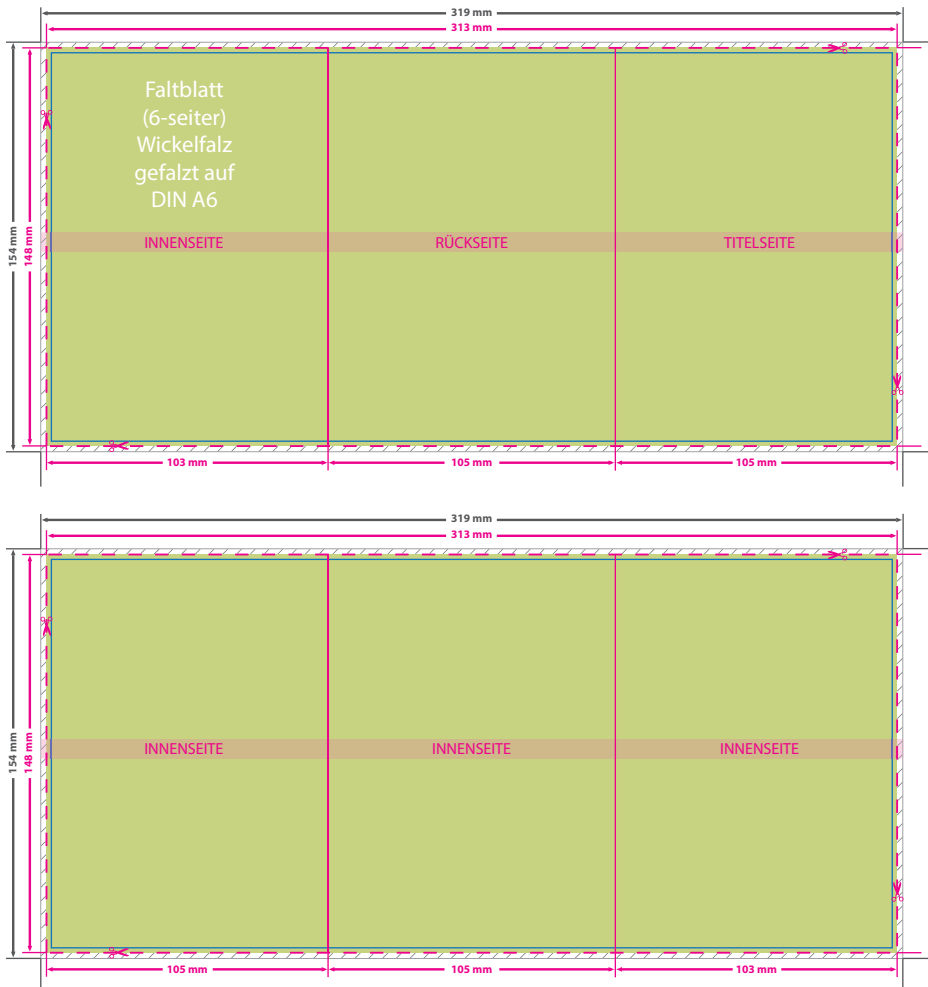 319 mm
313 mm
Faltblatt
(6-seiter)
Wickelfalz
gefalzt auf
DIN A6
154 mm
148 mm
INNENSEITE
RÜCKSEITE
TITELSEITE
103 mm
105 mm
105 mm
319 mm
313 mm
154 mm
148 mm
INNENSEITE
INNENSEITE
INNENSEITE
105 mm
105 mm
103 mm